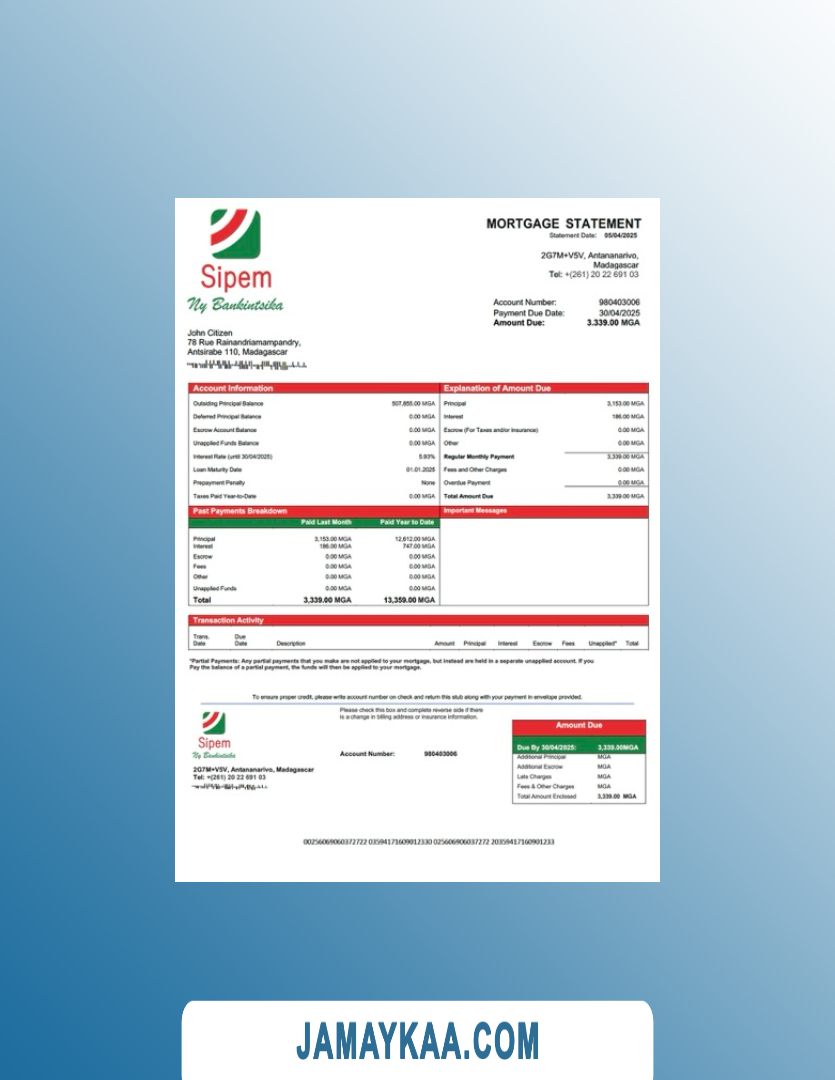 Sipem
Ny Bankintsika
MORTGAGE STATEMENT
Statement Date: 05/04/2025
2G7M+V5V, Antananarivo,
Madagascar
Tel: +(261) 20 22 691 03
Account Number: 980403006
Payment Due Date: 30/04/2025
Amount Due: 3.339.00 MGA
John Citizen
78 Rue Rainandriamampandry,
Antsirabe 110, Madagascar
Account Information
Outsiding Principal Balance 507,655.00 MGA
Deferred Principal Balance 0.00 MGA
Escrow Account Balance 0.00 MGA
Unapplied Funds Balance 0.00 MGA
Interest Rate (until 30/04/2025) 5.93%
Loan Maturity Date 01.01.2025
Prepayment Penalty None
Taxes Paid Year-to-Date 0.00 MGA
Explanation of Amount Due
Principal 3,153.00 MGA
Interest 186.00 MGA
Escrow (For Taxes and/or Insurance) 0.00 MGA
Other 0.00 MGA
Regular Monthly Payment 3,339.00 MGA
Fees and Other Charges 0.00 MGA
Overdue Payment 0.00 MGA
Total Amount Due 3,339.00 MGA
Past Payments Breakdown
Paid Last Month Paid Year to Date
Principal 3,153.00 MGA 12,612.00 MGA
Interest 186.00 MGA 747.00 MGA
Escrow 0.00 MGA 0.00 MGA
Fees 0.00 MGA 0.00 MGA
Other 0.00 MGA 0.00 MGA
Unapplied Funds 0.00 MGA 0.00 MGA
Total 3,339.00 MGA 13,359.00 MGA
Important Messages
Transaction Activity
Trans. Date Due Date Description Amount Principal Interest Escrow Fees Unapplied* Total
*Partial Payments: Any partial payments that you make are not applied to your mortgage, but instead are held in a separate unapplied account. If you
Pay the balance of a partial payment, the funds will then be applied to your mortgage.
To ensure proper credit, please write account number on check and return this stub along with your payment in envelope provided.
Please check this box and complete reverse side if there
is a change in billing address or insurance information.
Sipem
Ny Bankintsika
Account Number: 980403006
2G7M+V5V, Antananarivo, Madagascar
Tel: +(261) 20 22 691 03
Amount Due
Due By 30/04/2025: 3,339.00MGA
Additional Principal MGA
Additional Escrow MGA
Late Charges MGA
Fees & Other Charges MGA
Total Amount Enclosed 3,339.00 MGA
00256069060372722 03594171609012330 025606906037272 20359417160901233
JAMAYKAA.COM